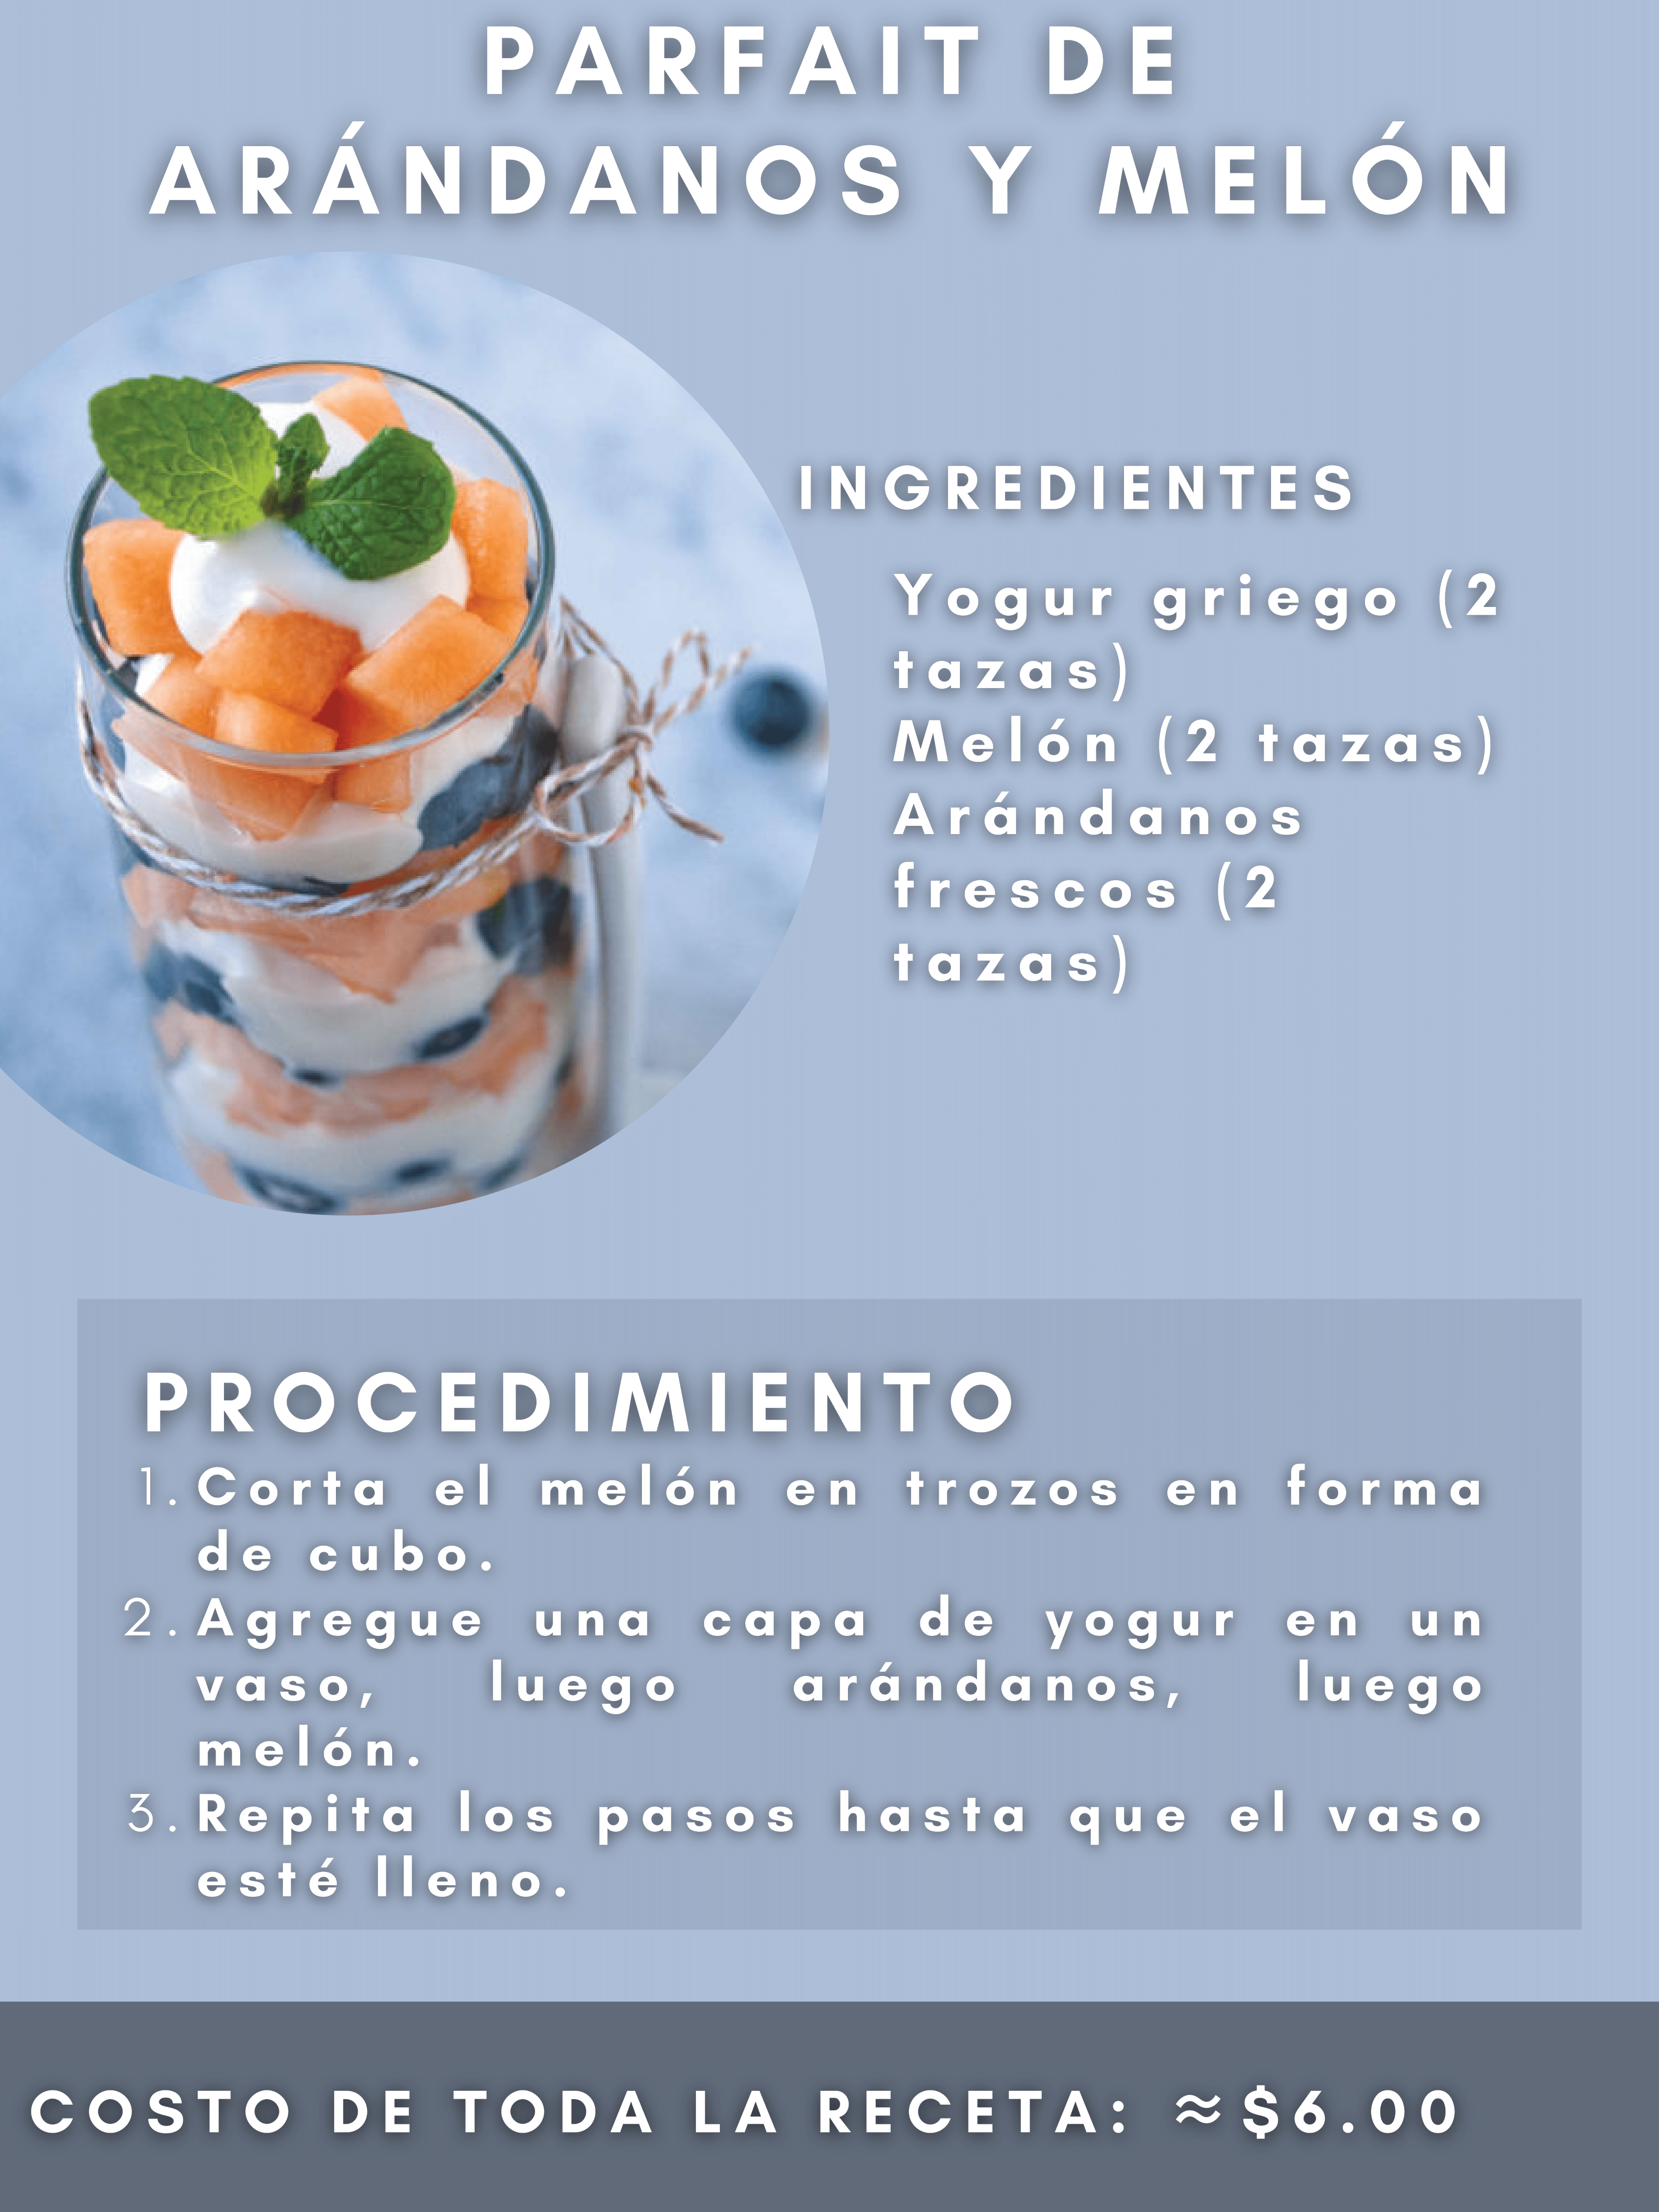 PARFAIT DE
ARÁNDANOS Y MELÓN
INGREDIENTES
Yogur griego (2
tazas)
Melón (2 tazas)
Arándanos
frescos (2
tazas)
PROCEDIMIENTO
1. Corta el melón en trozos en forma
de cubo.
2. Agregue una capa de yogur en un
vaso, luego arándanos, luego
melón.
3. Repita los pasos hasta que el vaso
esté lleno.
COSTO DE TODA LA RECETA: ≈$6.00